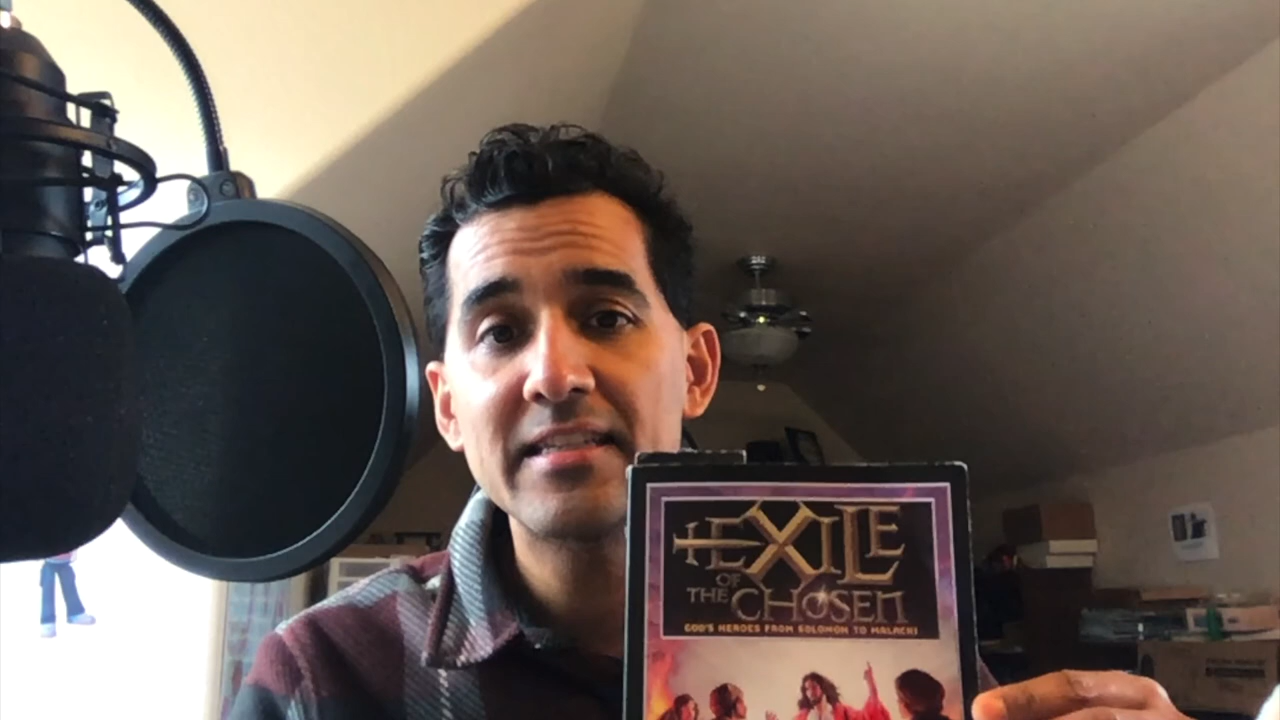 EXILE
OF
THE CHOSEN
GOD'S HEROES FROM SOLOMON TO MALACHI